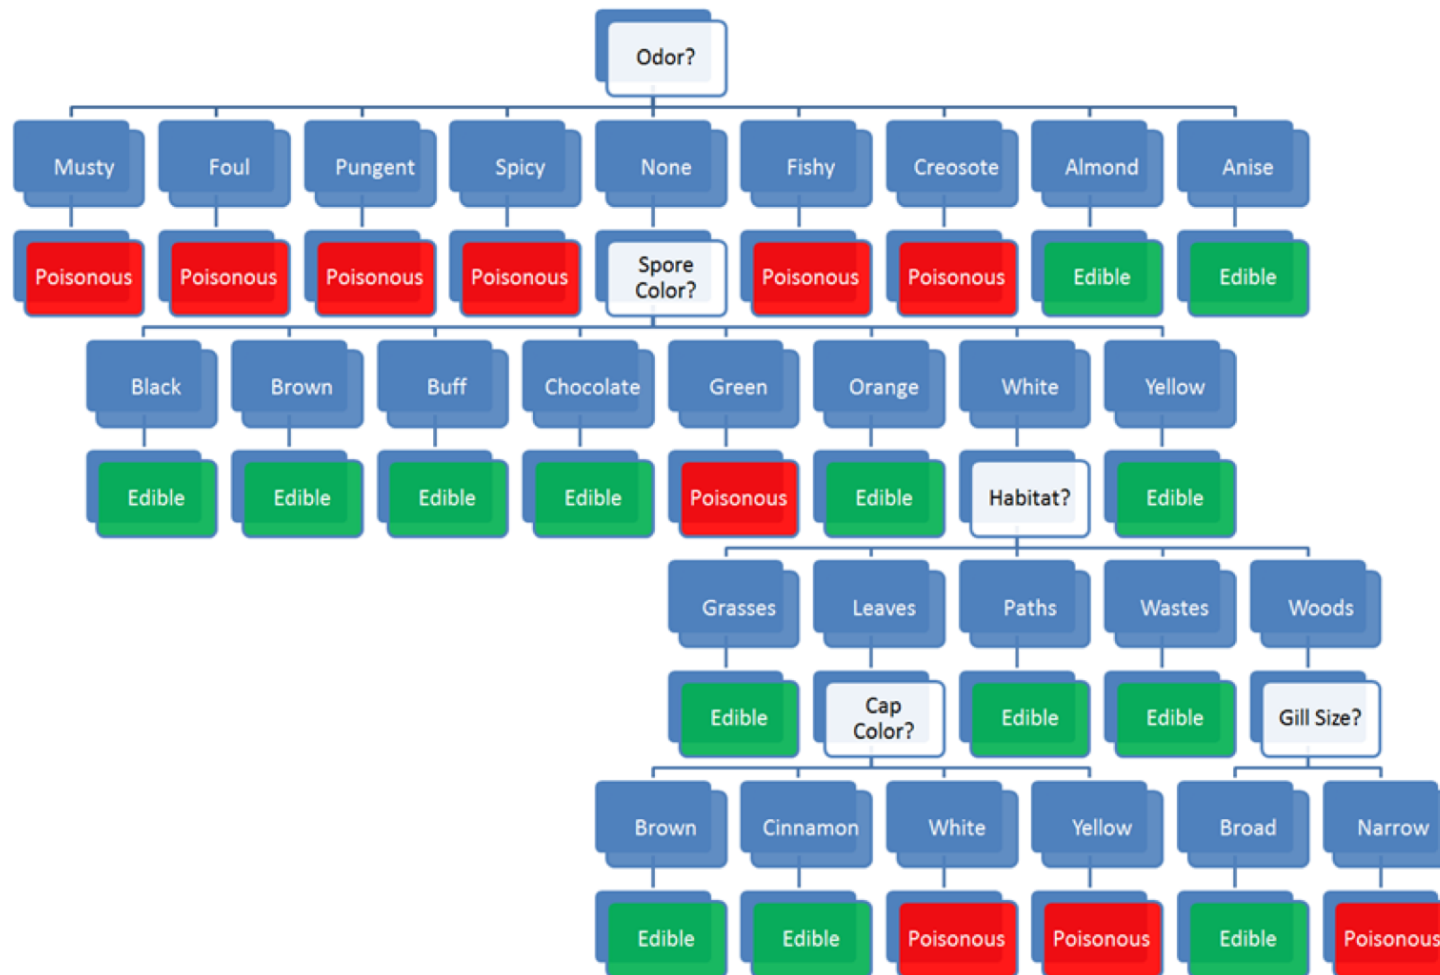 Odor?
Musty
Foul
Pungent
Spicy
None
Fishy
Creosote
Almond
Anise
Poisonous
Poisonous
Poisonous
Poisonous
Spore
Color?
Poisonous
Poisonous
Edible
Edible
Black
Brown
Buff
Chocolate
Green
Orange
White
Yellow
Edible
Edible
Edible
Edible
Poisonous
Edible
Habitat?
Edible
Grasses
Leaves
Paths
Wastes
Woods
Edible
Cap
Color?
Edible
Edible
Gill Size?
Brown
Cinnamon
White
Yellow
Broad
Narrow
Edible
Edible
Poisonous
Poisonous
Edible
Poisonous